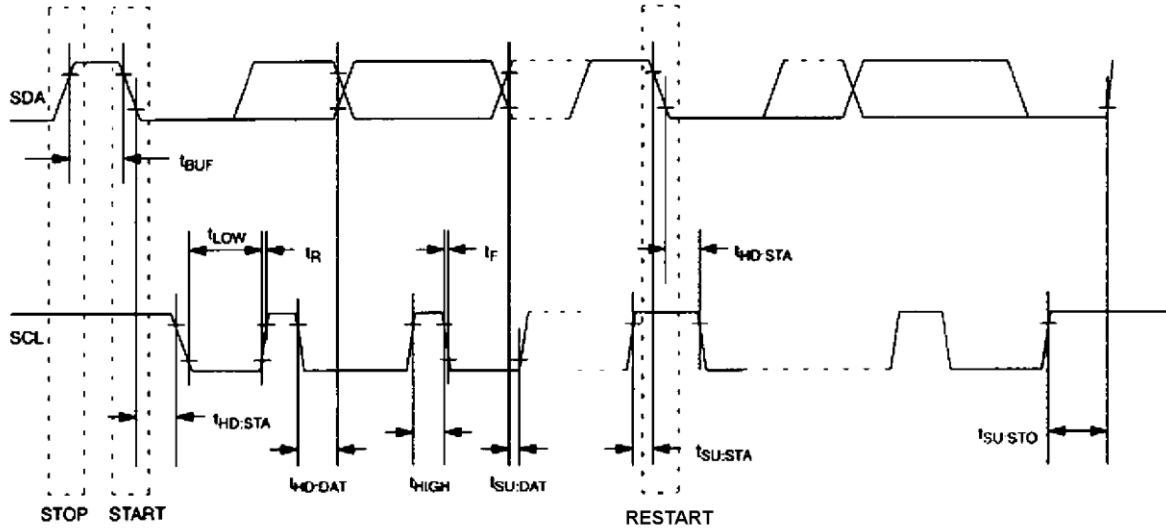 SDA
tBUF
tLOW
tR
tF
tHD:STA
SCL
tHD:STA
tHD:DAT
tHIGH
tSU:DAT
tSU:STA
tSU:STO
STOP
START
RESTART